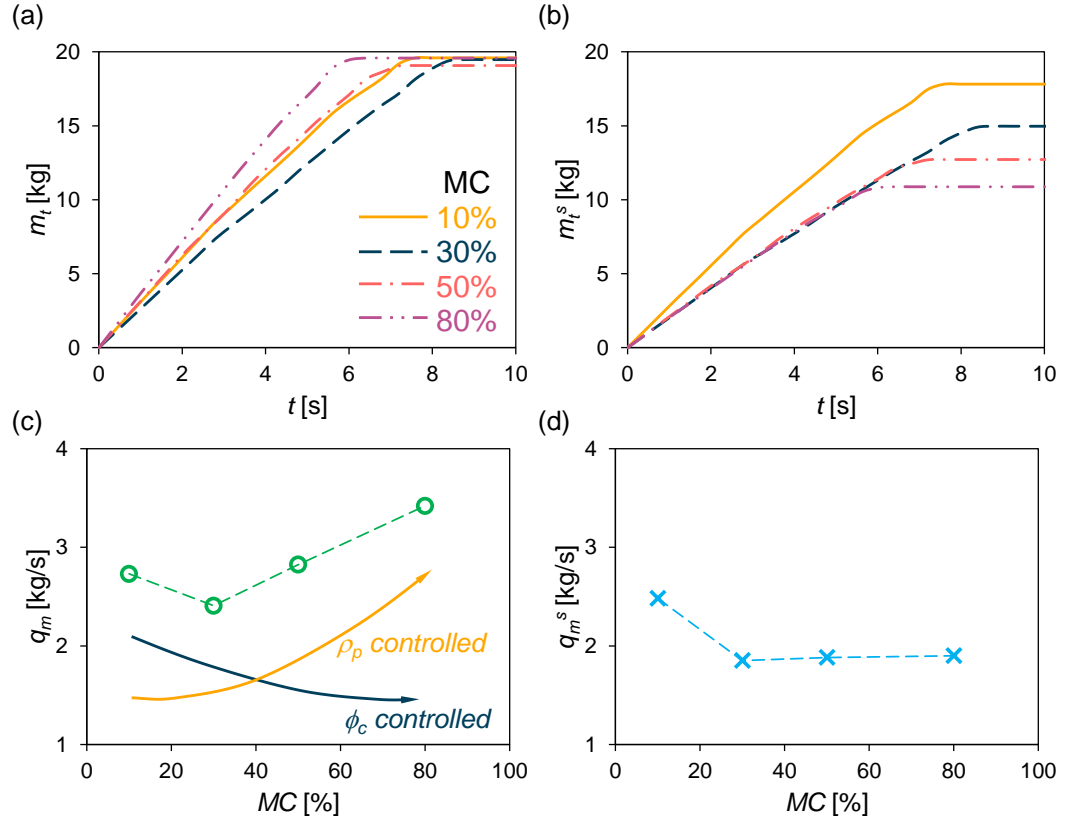 (a)
20
15
10
5
0
m_t [kg]
0 2 4 6 8 10
t [s]
MC
10%
30%
50%
80%
(b)
20
15
10
5
0
m_t^s [kg]
0 2 4 6 8 10
t [s]
(c)
4
3
2
1
q_m [kg/s]
ρ_p controlled
ϕ_c controlled
0 20 40 60 80 100
MC [%]
(d)
4
3
2
1
q_m^s [kg/s]
0 20 40 60 80 100
MC [%]